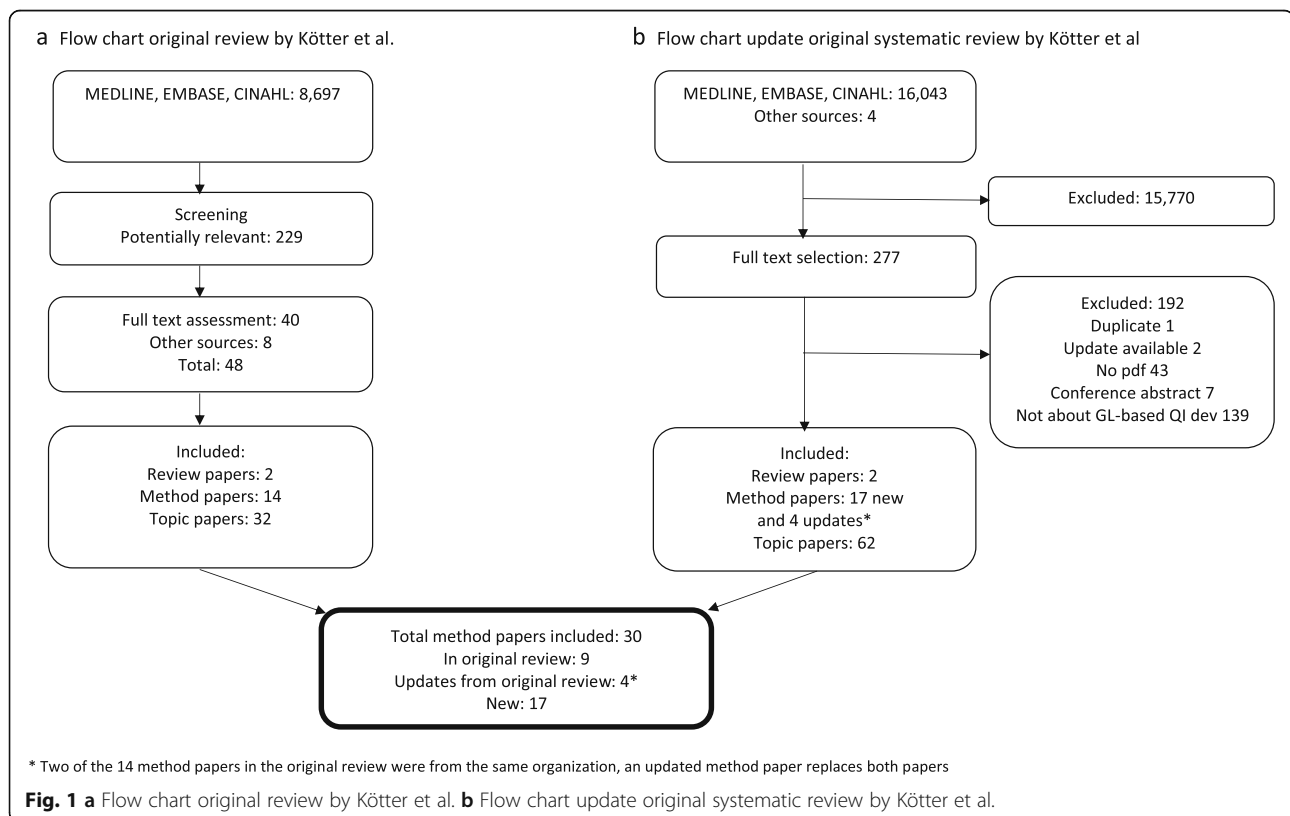 a Flow chart original review by Kötter et al.
MEDLINE, EMBASE, CINAHL: 8,697
Screening
Potentially relevant: 229
Full text assessment: 40
Other sources: 8
Total: 48
Included:
Review papers: 2
Method papers: 14
Topic papers: 32
b Flow chart update original systematic review by Kötter et al
MEDLINE, EMBASE, CINAHL: 16,043
Other sources: 4
Excluded: 15,770
Full text selection: 277
Excluded: 192
Duplicate 1
Update available 2
No pdf 43
Conference abstract 7
Not about GL-based QI dev 139
Included:
Review papers: 2
Method papers: 17 new
and 4 updates*
Topic papers: 62
Total method papers included: 30
In original review: 9
Updates from original review: 4*
New: 17
* Two of the 14 method papers in the original review were from the same organization, an updated method paper replaces both papers
Fig. 1 a Flow chart original review by Kötter et al. b Flow chart update original systematic review by Kötter et al.